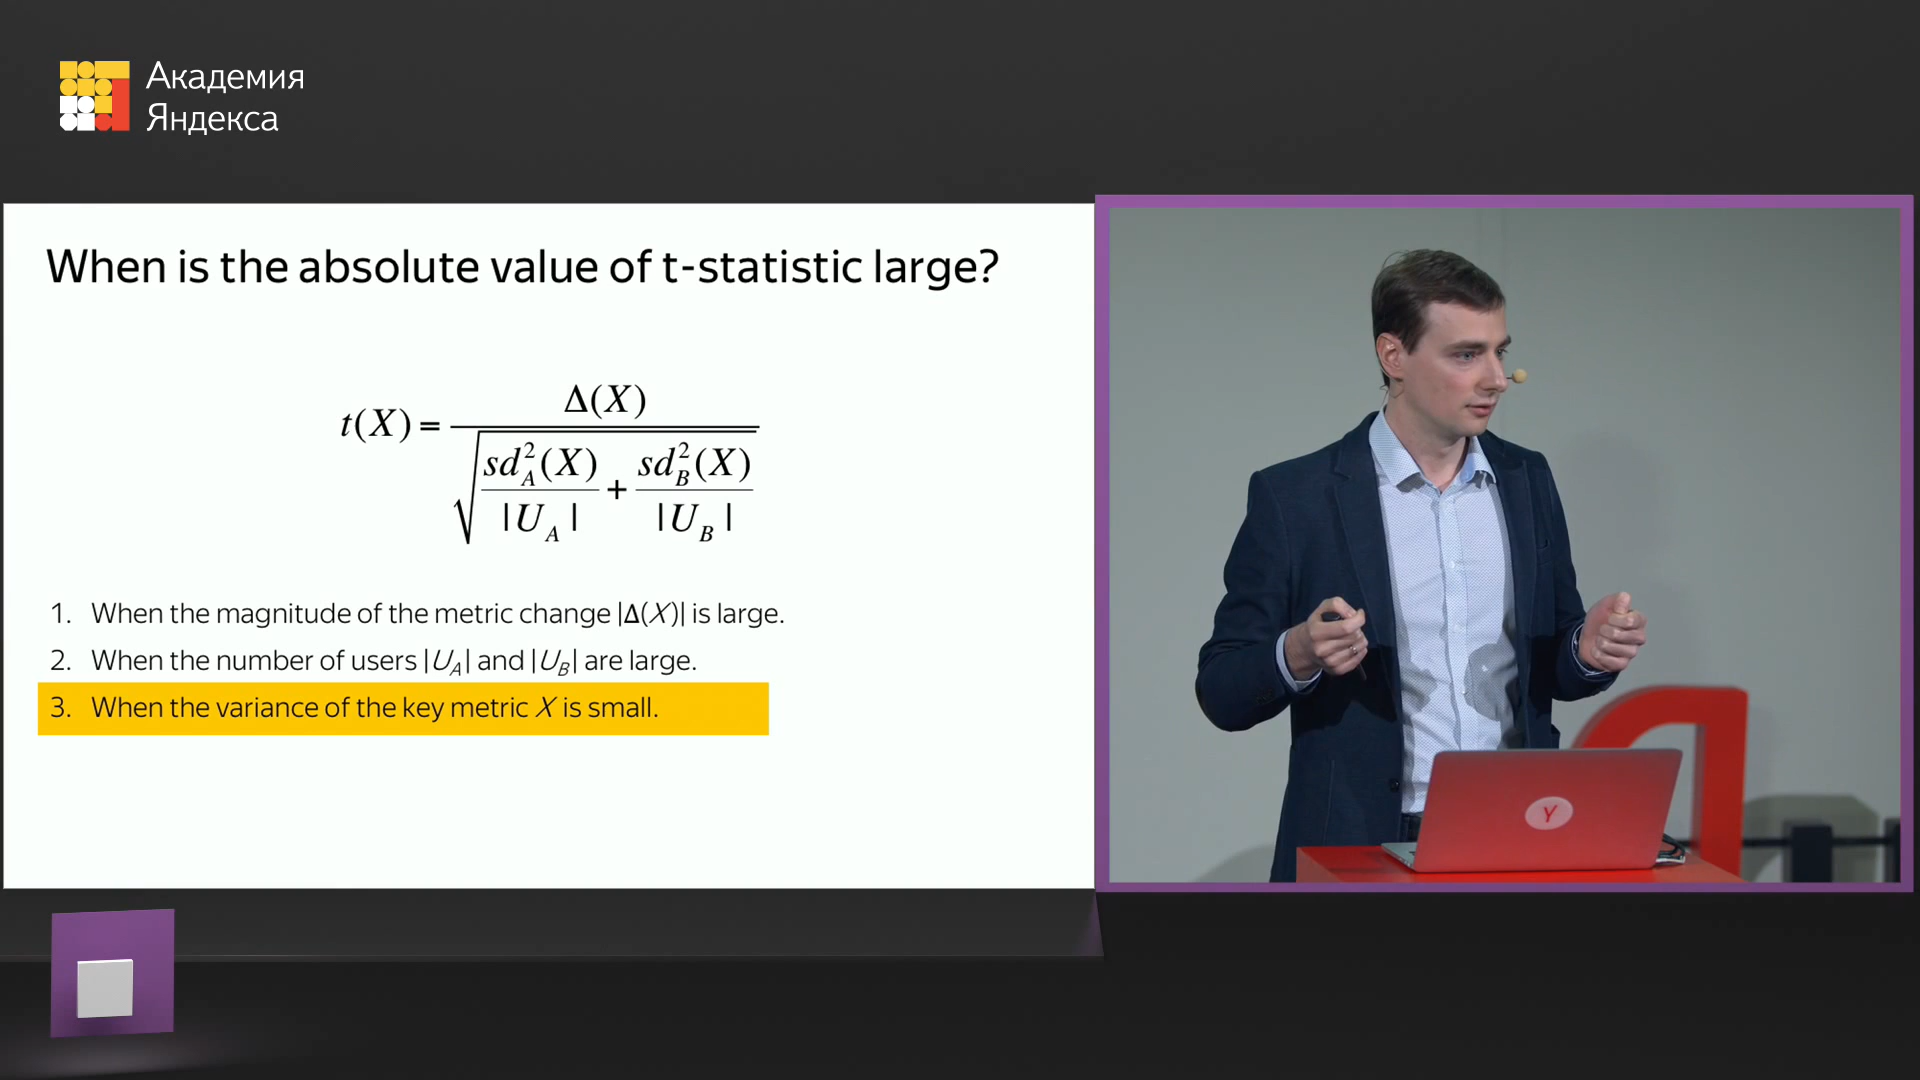 Академия
Яндекса
When is the absolute value of t-statistic large?
t(X) = Δ(X) / √(sd²_A(X) / |U_A| + sd²_B(X) / |U_B|)
1. When the magnitude of the metric change |Δ(X)| is large.
2. When the number of users |U_A| and |U_B| are large.
3. When the variance of the key metric X is small.
Y